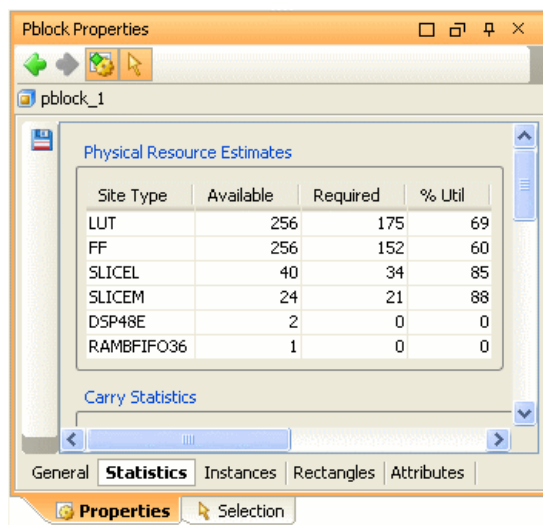 Pblock Properties
pblock_1
Physical Resource Estimates
Site Type Available Required % Util
LUT 256 175 69
FF 256 152 60
SLICEL 40 34 85
SLICEM 24 21 88
DSP48E 2 0 0
RAMBFIFO36 1 0 0
Carry Statistics
General Statistics Instances Rectangles Attributes
Properties Selection